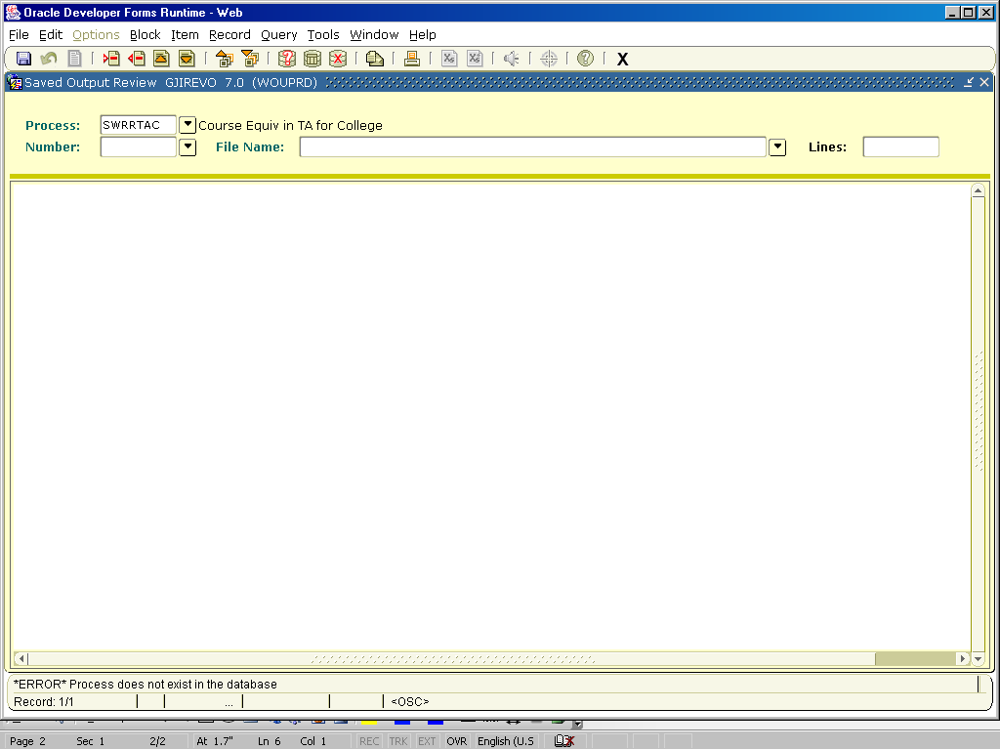 Oracle Developer Forms Runtime - Web
File Edit Options Block Item Record Query Tools Window Help
X
Saved Output Review GJIREVO 7.0 (WOUPRD)
Process: SWRRTAC Course Equiv in TA for College
Number: File Name: Lines:
*ERROR* Process does not exist in the database
Record: 1/1 ... <OSC>
Page 2 Sec 1 2/2 At 1.7" Ln 6 Col 1 REC TRK EXT OVR English (U.S